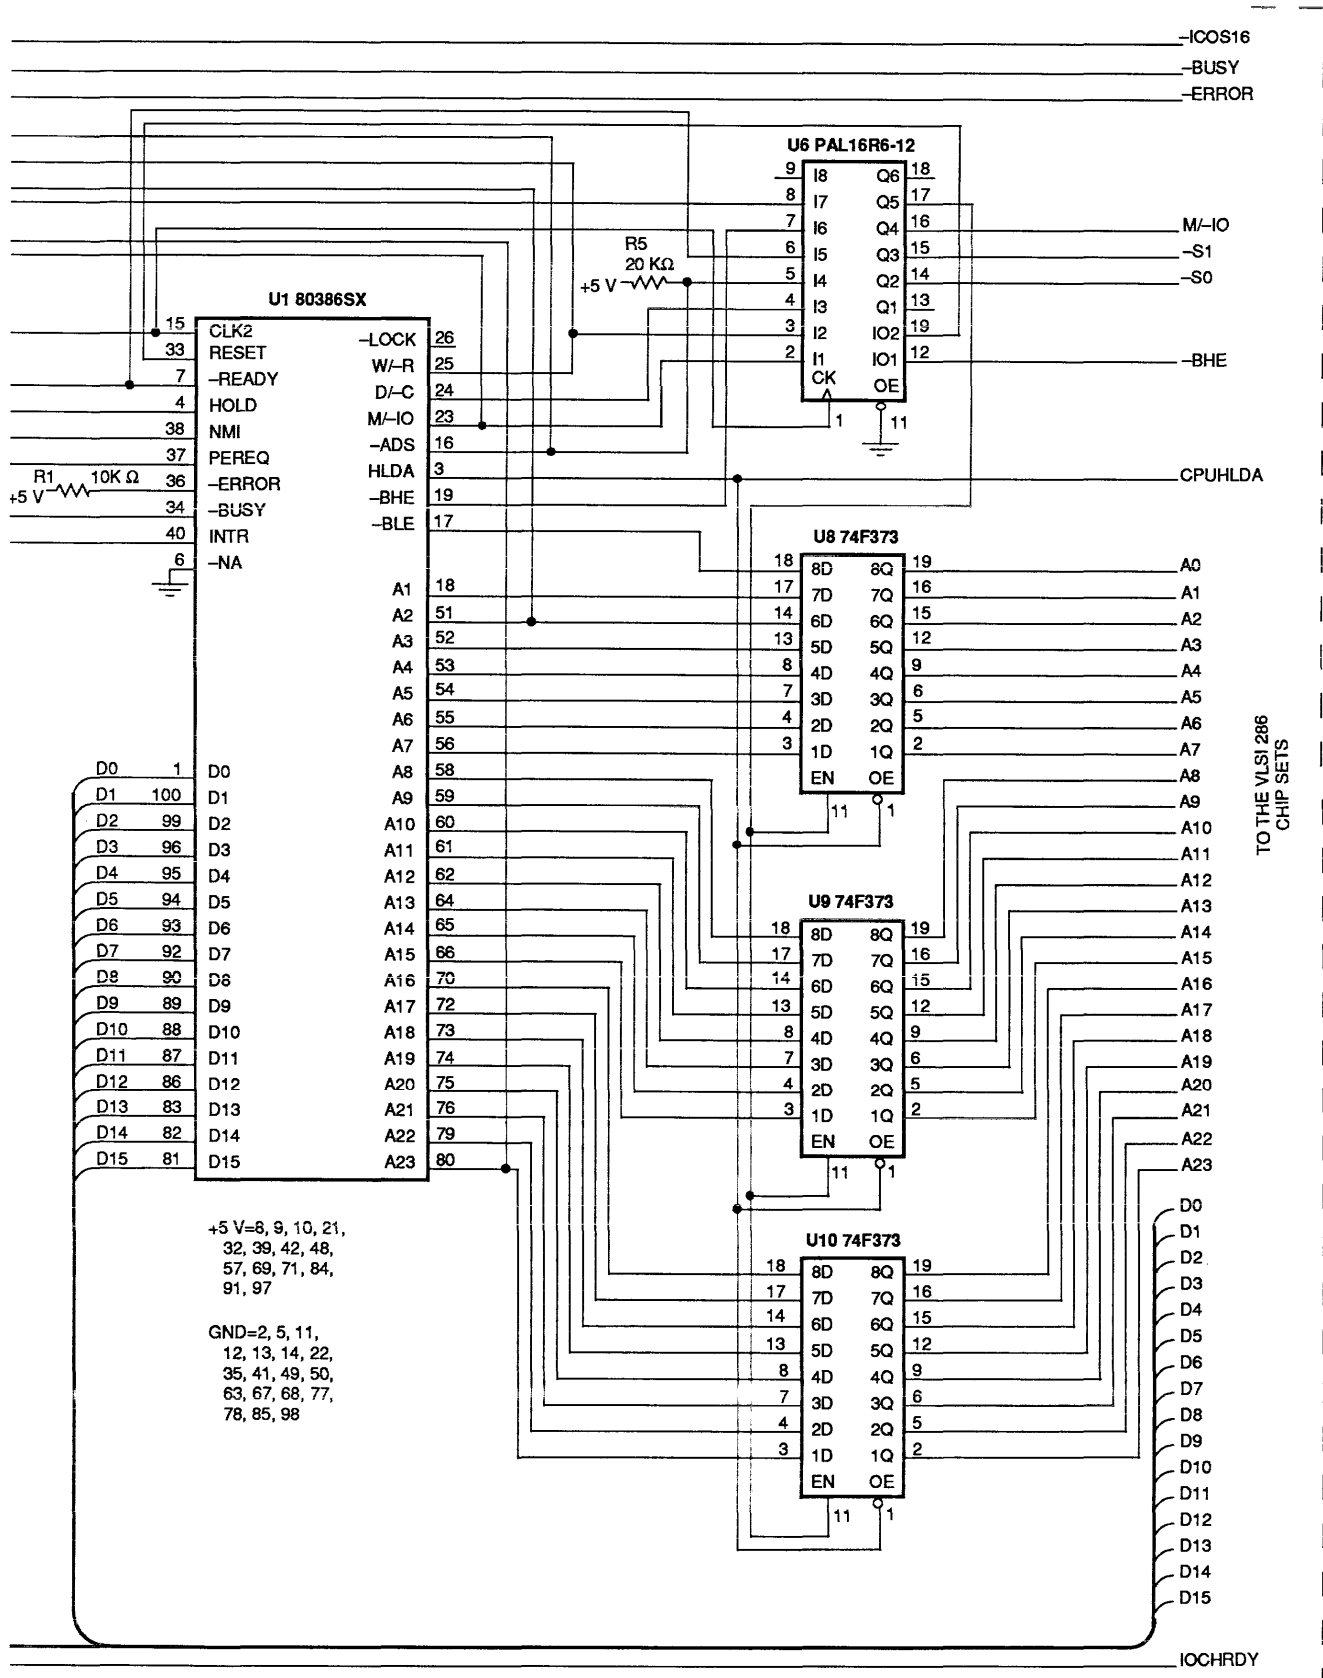 –ICOS16
–BUSY
–ERROR
U6 PAL16R6-12
9 I8 Q6 18
8 I7 Q5 17
7 I6 Q4 16 M/–IO
6 I5 Q3 15 –S1
R5
20 KΩ
+5 V
5 I4 Q2 14 –S0
4 I3 Q1 13
3 I2 IO2 19
2 I1 IO1 12 –BHE
CK OE
1 11
U1 80386SX
15 CLK2 –LOCK 26
33 RESET W/–R 25
7 –READY D/–C 24
4 HOLD M/–IO 23
38 NMI –ADS 16
37 PEREQ HLDA 3 CPUHLDA
R1 10K Ω
+5 V
36 –ERROR –BHE 19
34 –BUSY –BLE 17
40 INTR
6 –NA
A1 18
A2 51
A3 52
A4 53
A5 54
A6 55
A7 56
A8 58
A9 59
A10 60
A11 61
A12 62
A13 64
A14 65
A15 66
A16 70
A17 72
A18 73
A19 74
A20 75
A21 76
A22 79
A23 80
D0 1 D0
D1 100 D1
D2 99 D2
D3 96 D3
D4 95 D4
D5 94 D5
D6 93 D6
D7 92 D7
D8 90 D8
D9 89 D9
D10 88 D10
D11 87 D11
D12 86 D12
D13 83 D13
D14 82 D14
D15 81 D15
+5 V=8, 9, 10, 21,
32, 39, 42, 48,
57, 69, 71, 84,
91, 97
GND=2, 5, 11,
12, 13, 14, 22,
35, 41, 49, 50,
63, 67, 68, 77,
78, 85, 98
U8 74F373
18 8D 8Q 19
17 7D 7Q 16
14 6D 6Q 15
13 5D 5Q 12
8 4D 4Q 9
7 3D 3Q 6
4 2D 2Q 5
3 1D 1Q 2
EN OE
11 1
U9 74F373
18 8D 8Q 19
17 7D 7Q 16
14 6D 6Q 15
13 5D 5Q 12
8 4D 4Q 9
7 3D 3Q 6
4 2D 2Q 5
3 1D 1Q 2
EN OE
11 1
U10 74F373
18 8D 8Q 19
17 7D 7Q 16
14 6D 6Q 15
13 5D 5Q 12
8 4D 4Q 9
7 3D 3Q 6
4 2D 2Q 5
3 1D 1Q 2
EN OE
11 1
A0
A1
A2
A3
A4
A5
A6
A7
A8
A9
A10
A11
A12
A13
A14
A15
A16
A17
A18
A19
A20
A21
A22
A23
D0
D1
D2
D3
D4
D5
D6
D7
D8
D9
D10
D11
D12
D13
D14
D15
TO THE VLSI 286
CHIP SETS
IOCHRDY